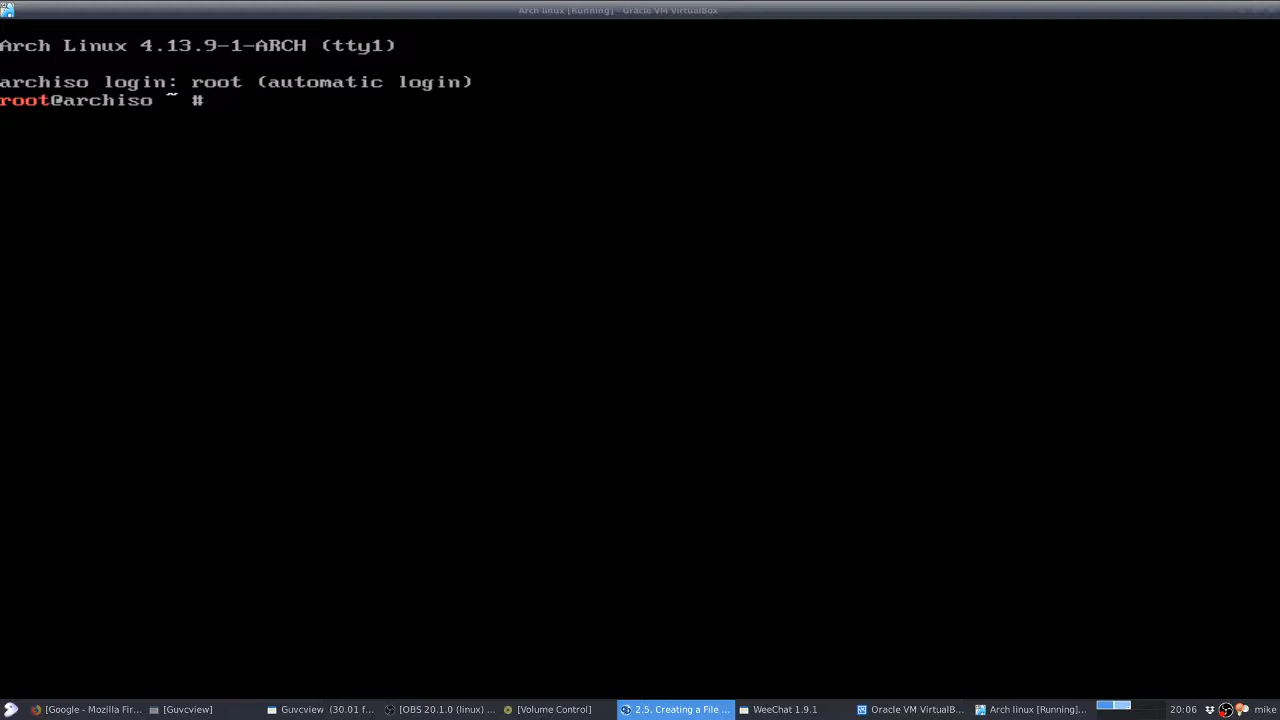 Arch linux [Running] - Oracle VM VirtualBox
Arch Linux 4.13.9-1-ARCH (tty1)
archiso login: root (automatic login)
root@archiso ~ #
[Google - Mozilla Fir... [Guvcview] Guvcview (30.01 f... [OBS 20.1.0 (linux) ... [Volume Control] 2.5. Creating a File ... WeeChat 1.9.1 Oracle VM VirtualB... Arch linux [Running]... 20:06 mike